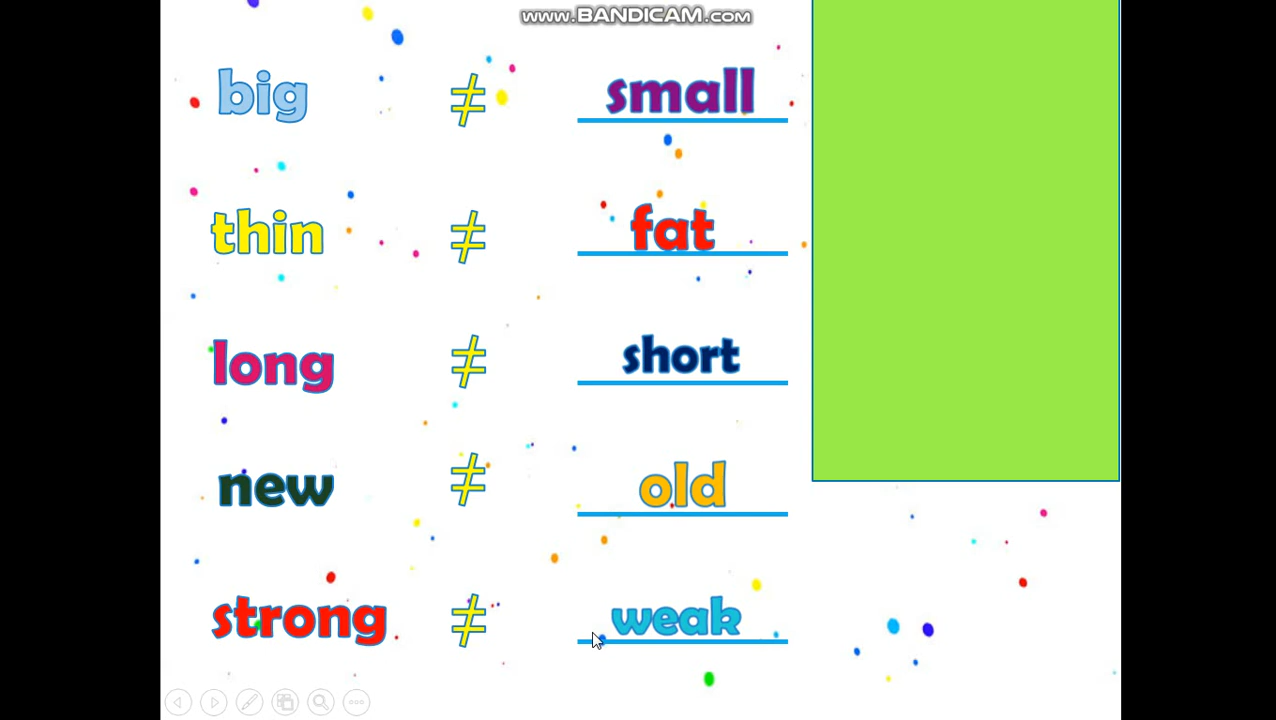 www.BANDICAM.com
big ≠ small
thin ≠ fat
long ≠ short
new ≠ old
strong ≠ weak